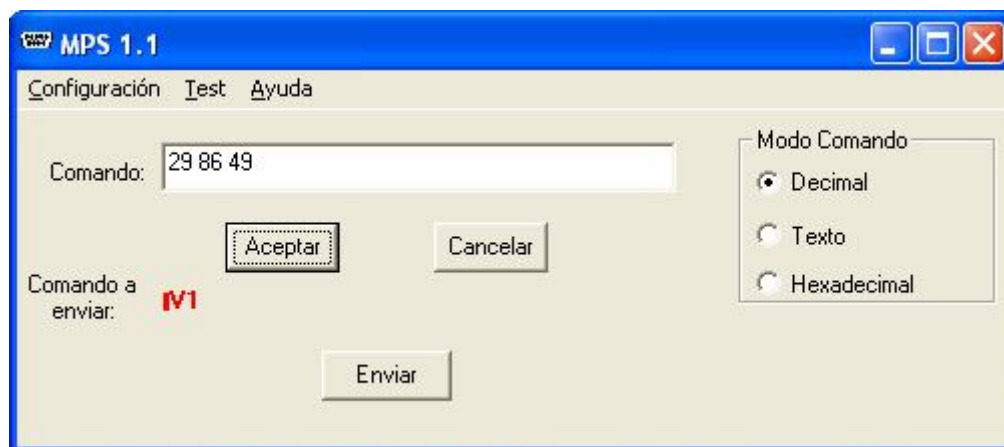 MPS 1.1
Configuración Test Ayuda
Comando: 29 86 49
Modo Comando
Decimal
Texto
Hexadecimal
Aceptar Cancelar
Comando a
enviar:
V1
Enviar